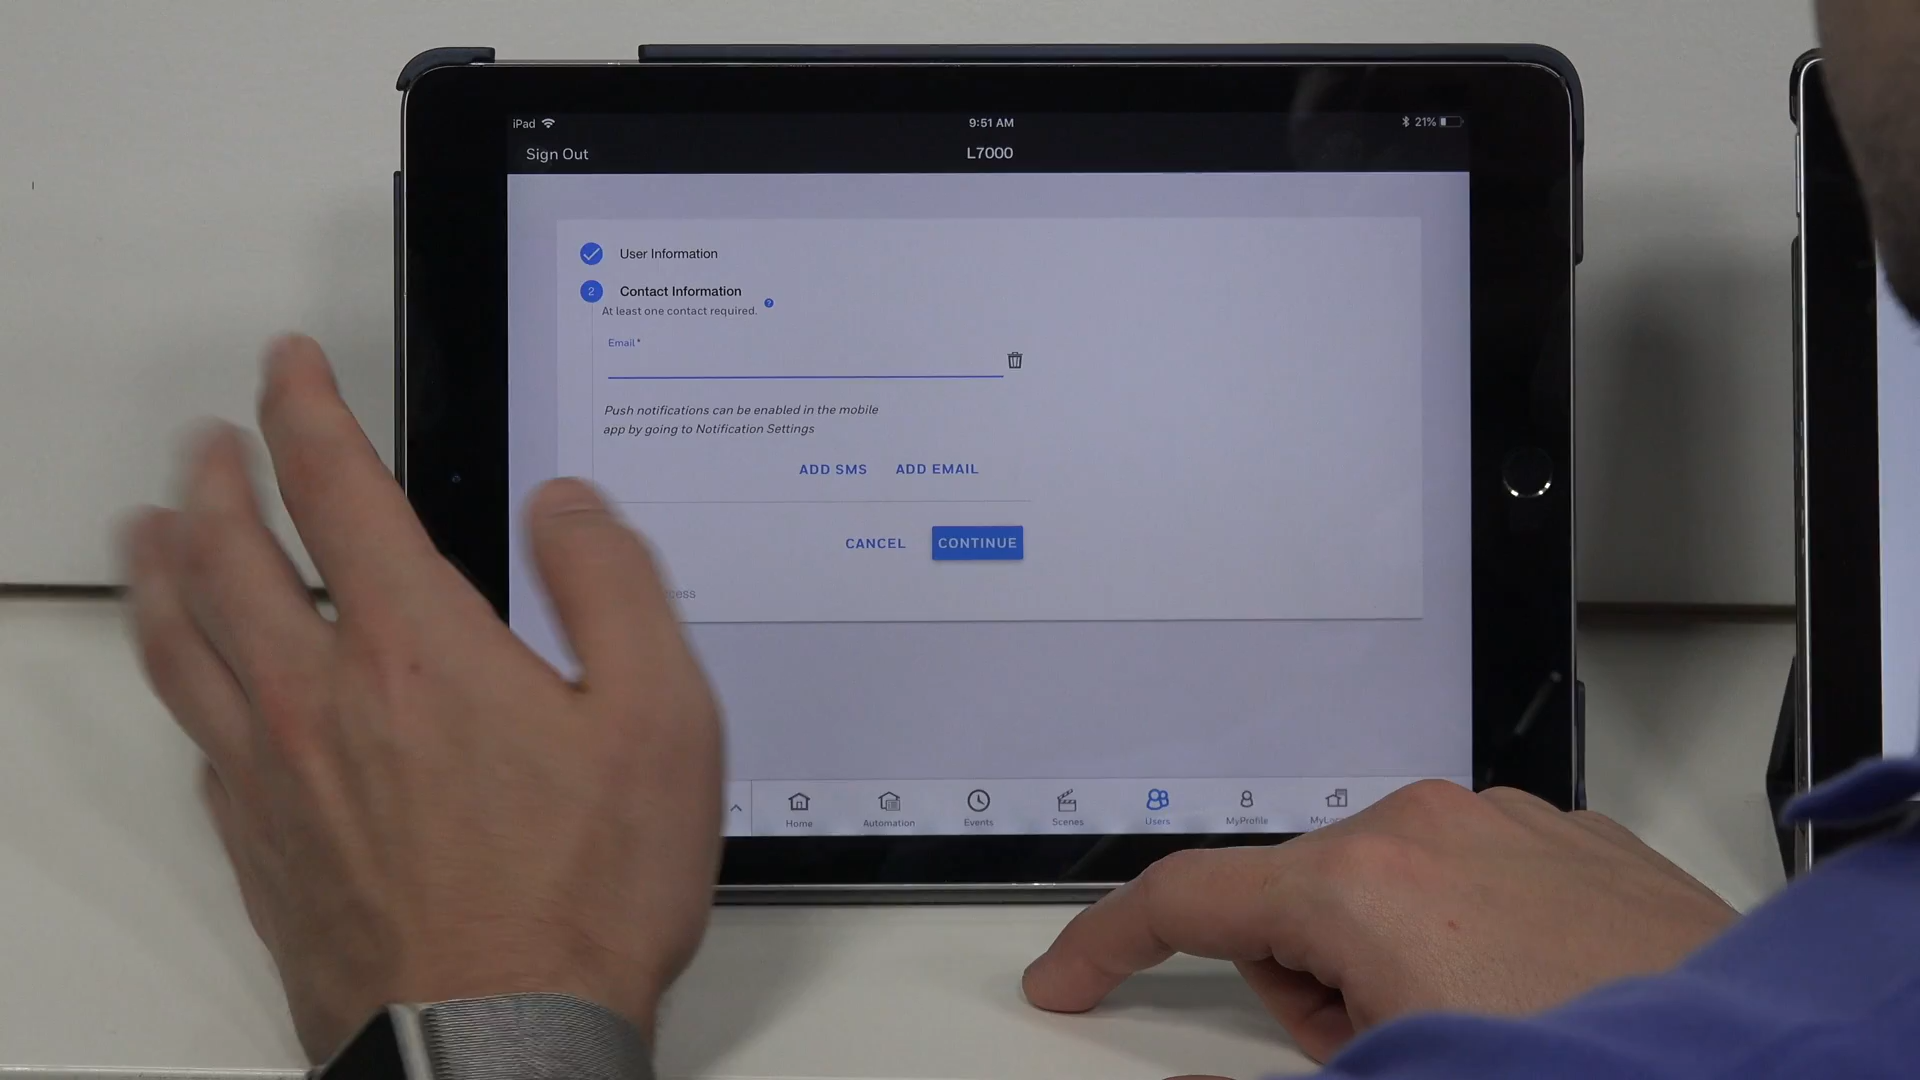 iPad
9:51 AM
21%
Sign Out
L7000
User Information
2 Contact Information
?
At least one contact required.
Email *
Push notifications can be enabled in the mobile
app by going to Notification Settings
ADD SMS ADD EMAIL
CANCEL CONTINUE
Home Automation Events Scenes Users MyProfile